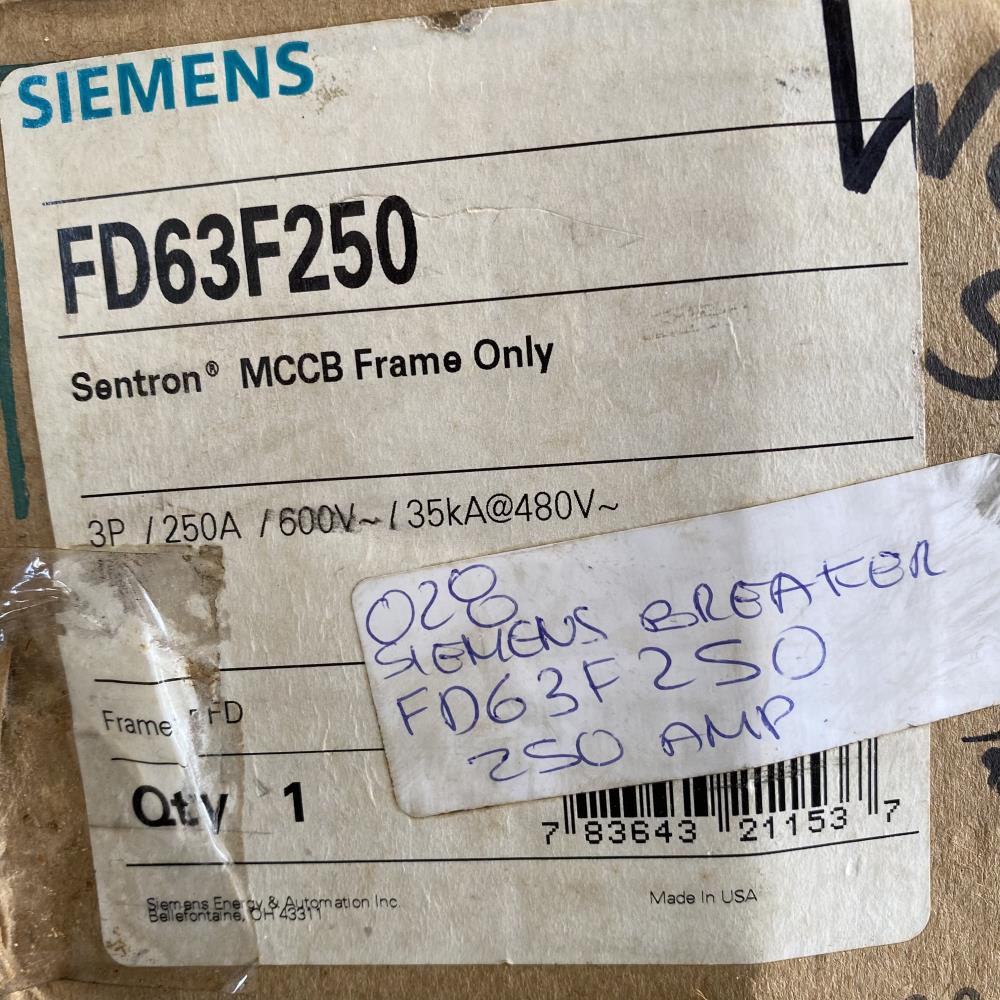 SIEMENS
FD63F250
Sentron® MCCB Frame Only
3P / 250A / 600V~ / 35kA@480V~
028
SIEMENS BREAKER
FD63F250
250 AMP
Frame FD
Qty 1
7 83643 21153 7
Siemens Energy & Automation Inc.
Bellefontaine, OH 43311
Made In USA